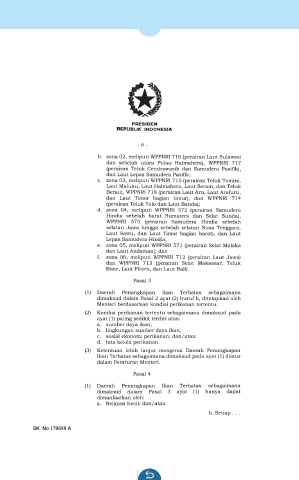 PRESIDEN
REPUBLIK INDONESIA
- 6 -
b. zona 02, meliputi WPPNRI 716 (perairan Laut Sulawesi
dan sebelah utara Pulau Halmahera), WPPNRI 717
(perairan Teluk Cendrawasih dan Samudera Pasifik),
dan Laut Lepas Samudera Pasifik;
c. zona 03, meliputi WPPNRI 715 (perairan Teluk Tomini,
Laut Maluku, Laut Halmahera, Laut Seram, dan Teluk
Berau), WPPNRI 718 (perairan Laut Aru, Laut Arafuru,
dan Laut Timor bagian timur), dan WPPNRI 714
(perairan Teluk Tolo dan Laut Banda);
d. zona 04, meliputi WPPNRI 572 (perairan Samudera
Hindia sebelah barat Sumatera dan Selat Sunda),
WPPNRI 573 (perairan Samudera Hindia sebelah
selatan Jawa hingga sebelah selatan Nusa Tenggara,
Laut Sawu, dan Laut Timor bagian barat), dan Laut
Lepas Samudera Hindia;
e. zona 05, meliputi WPPNRI 571 (perairan Selat Malaka
dan Laut Andaman); dan
f. zona 06, meliputi WPPNRI 712 (perairan Laut Jawa)
dan WPPNRI 713 (perairan Selat Makassar, Teluk
Bone, Laut Flores, dan Laut Bali).
Pasal 3
(1) Daerah Penangkapan Ikan Terbatas sebagaimana
dimaksud dalam Pasal 2 ayat (2) huruf b, ditetapkan oleh
Menteri berdasarkan kondisi perikanan tertentu.
(2) Kondisi perikanan tertentu sebagaimana dimaksud pada
ayat (1) paling sedikit terdiri atas:
a. sumber daya ikan;
b. lingkungan sumber daya ikan;
c. sosial ekonomi perikanan; dan/atau
d. tata kelola perikanan.
(3) Ketentuan lebih lanjut mengenai Daerah Penangkapan
Ikan Terbatas sebagaimana dimaksud pada ayat (1) diatur
dalam Peraturan Menteri.
Pasal 4
(1) Daerah Penangkapan Ikan Terbatas sebagaimana
dimaksud dalam Pasal 3 ayat (1) hanya dapat
dimanfaatkan oleh:
a. Nelayan Kecil; dan/atau
b. Setiap . . .
SK No 170698 A